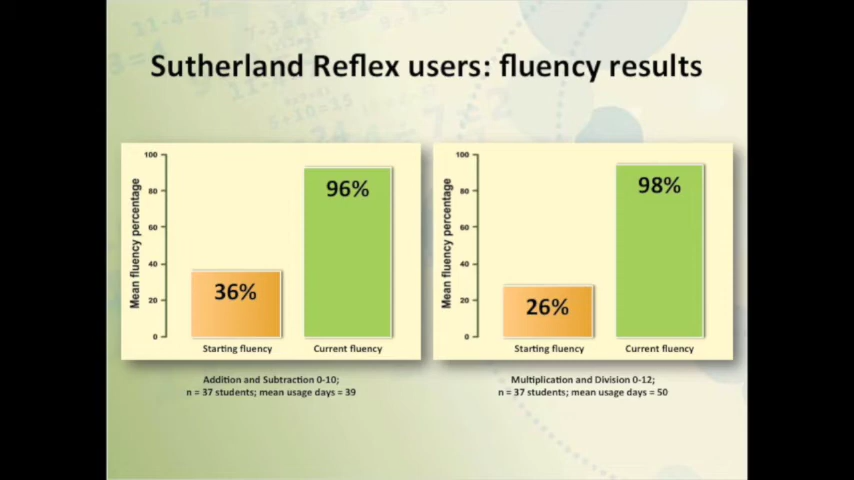 Sutherland Reflex users: fluency results
Mean fluency percentage
100
80
60
40
20
0
36%
96%
Starting fluency
Current fluency
Addition and Subtraction 0-10;
n = 37 students; mean usage days = 39
Mean fluency percentage
100
80
60
40
20
0
26%
98%
Starting fluency
Current fluency
Multiplication and Division 0-12;
n = 37 students; mean usage days = 50